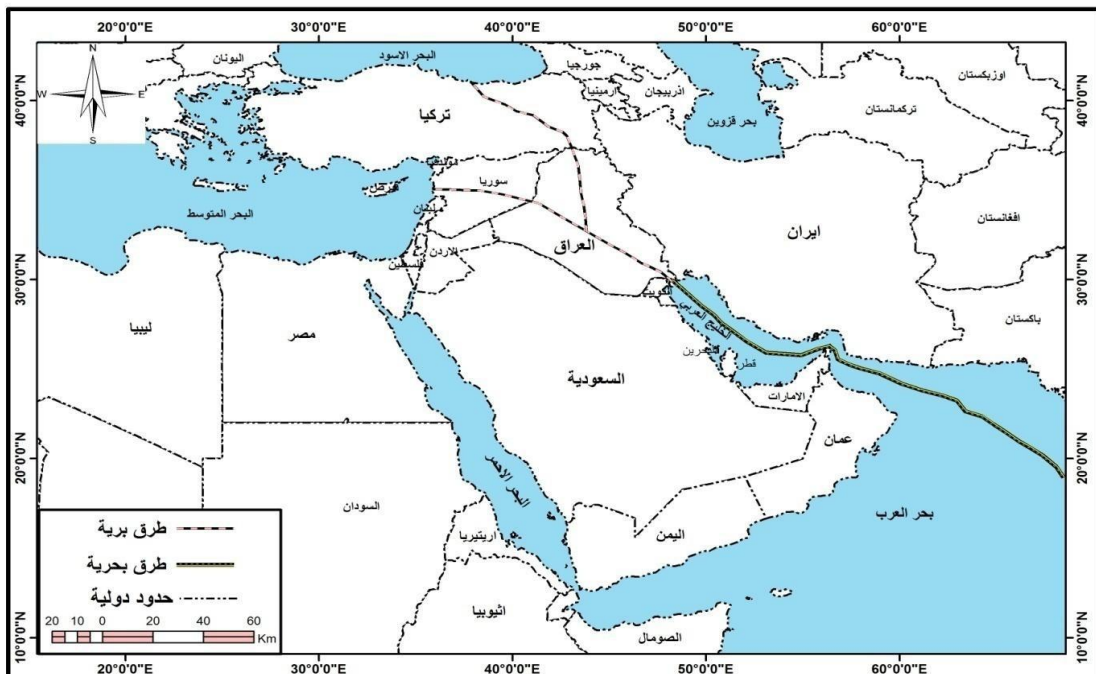 20°0'0"E 30°0'0"E 40°0'0"E 50°0'0"E 60°0'0"E
N
W E
S
40°0'0"N
30°0'0"N
20°0'0"N
10°0'0"N
البحر الاسود
اليونان
جورجيا
ارمينيا
اذربيجان
اوزبكستان
تركمانستان
بحر قزوين
تركيا
سوريا
لبنان
البحر المتوسط
العراق
ايران
افغانستان
الاردن
فلسطين
الكويت
باكستان
ليبيا
مصر
الخليج العربي
البحرين
قطر
السعودية
الامارات
عمان
البحر الاحمر
السودان
بحر العرب
اريتيريا
اليمن
اثيوبيا
الصومال
طرق برية
طرق بحرية
حدود دولية
20 10 0 20 40 60
Km
40°0'0"N
30°0'0"N
20°0'0"N
10°0'0"N
20°0'0"E 30°0'0"E 40°0'0"E 50°0'0"E 60°0'0"E